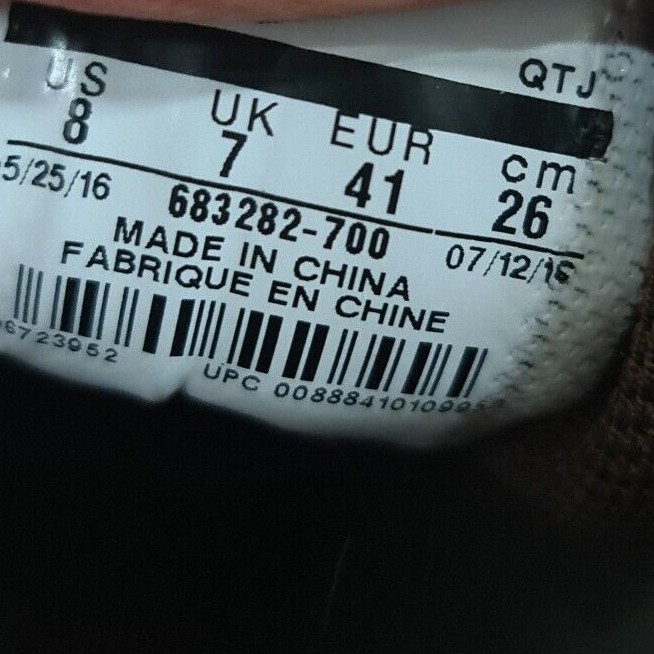 QTJ
US UK EUR cm
8 7 41 26
5/25/16 683282-700 07/12/16
MADE IN CHINA
FABRIQUE EN CHINE
6723952 UPC 00888410109